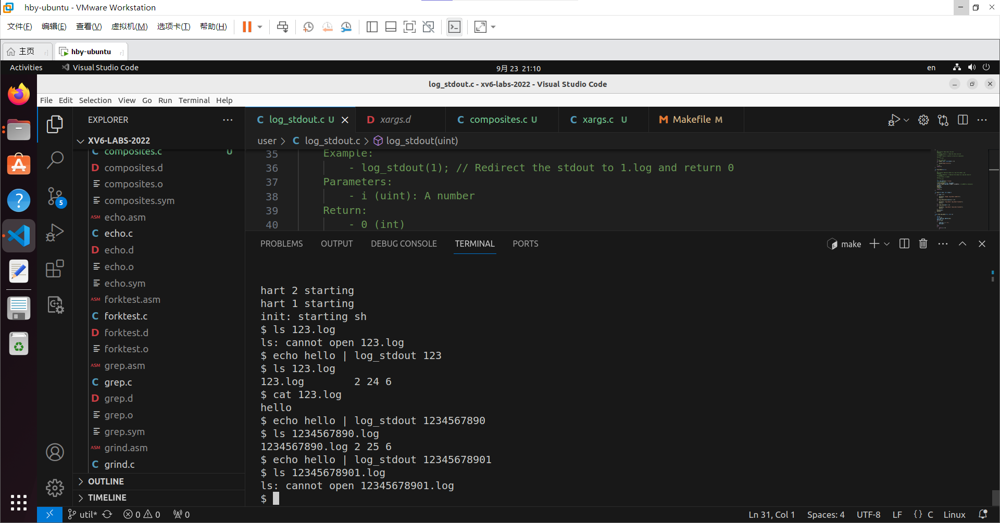 hby-ubuntu - VMware Workstation
文件(F) 编辑(E) 查看(V) 虚拟机(M) 选项卡(T) 帮助(H)
主页 hby-ubuntu
Activities Visual Studio Code 9月 23 21:10 en
log_stdout.c - xv6-labs-2022 - Visual Studio Code
File Edit Selection View Go Run Terminal Help
EXPLORER
XV6-LABS-2022
composites.c U
composites.d
composites.o
composites.sym
ASM echo.asm
C echo.c
D echo.d
echo.o
echo.sym
ASM forktest.asm
C forktest.c
D forktest.d
forktest.o
ASM grep.asm
C grep.c
D grep.d
grep.o
grep.sym
ASM grind.asm
C grind.c
OUTLINE
TIMELINE
5
C log_stdout.c U D xargs.d C composites.c U C xargs.c U M Makefile M
user > C log_stdout.c > log_stdout(uint)
35 Example:
36 - log_stdout(1); // Redirect the stdout to 1.log and return 0
37 Parameters:
38 - i (uint): A number
39 Return:
40 - 0 (int)
PROBLEMS OUTPUT DEBUG CONSOLE TERMINAL PORTS make
hart 2 starting
hart 1 starting
init: starting sh
$ ls 123.log
ls: cannot open 123.log
$ echo hello | log_stdout 123
$ ls 123.log
123.log 2 24 6
$ cat 123.log
hello
$ echo hello | log_stdout 1234567890
$ ls 1234567890.log
1234567890.log 2 25 6
$ echo hello | log_stdout 12345678901
$ ls 12345678901.log
ls: cannot open 12345678901.log
$
util* 0 0 0 Ln 31, Col 1 Spaces: 4 UTF-8 LF {} C Linux